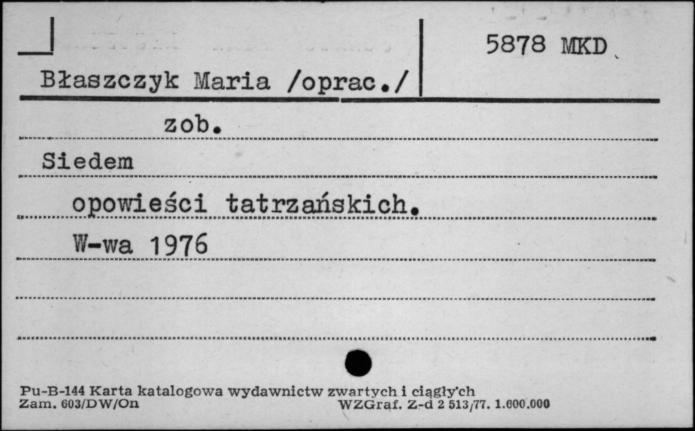 5878 MKD
Błaszczyk Maria /oprac./
zob.
Siedem
opowieści tatrzańskich.
W-wa 1976
Pu-B-144 Karta katalogowa wydawnictw zwartych i ciągły'ch
Zam. 603/DW/On WZGraf. Z-d 2 513/77. 1.600.000